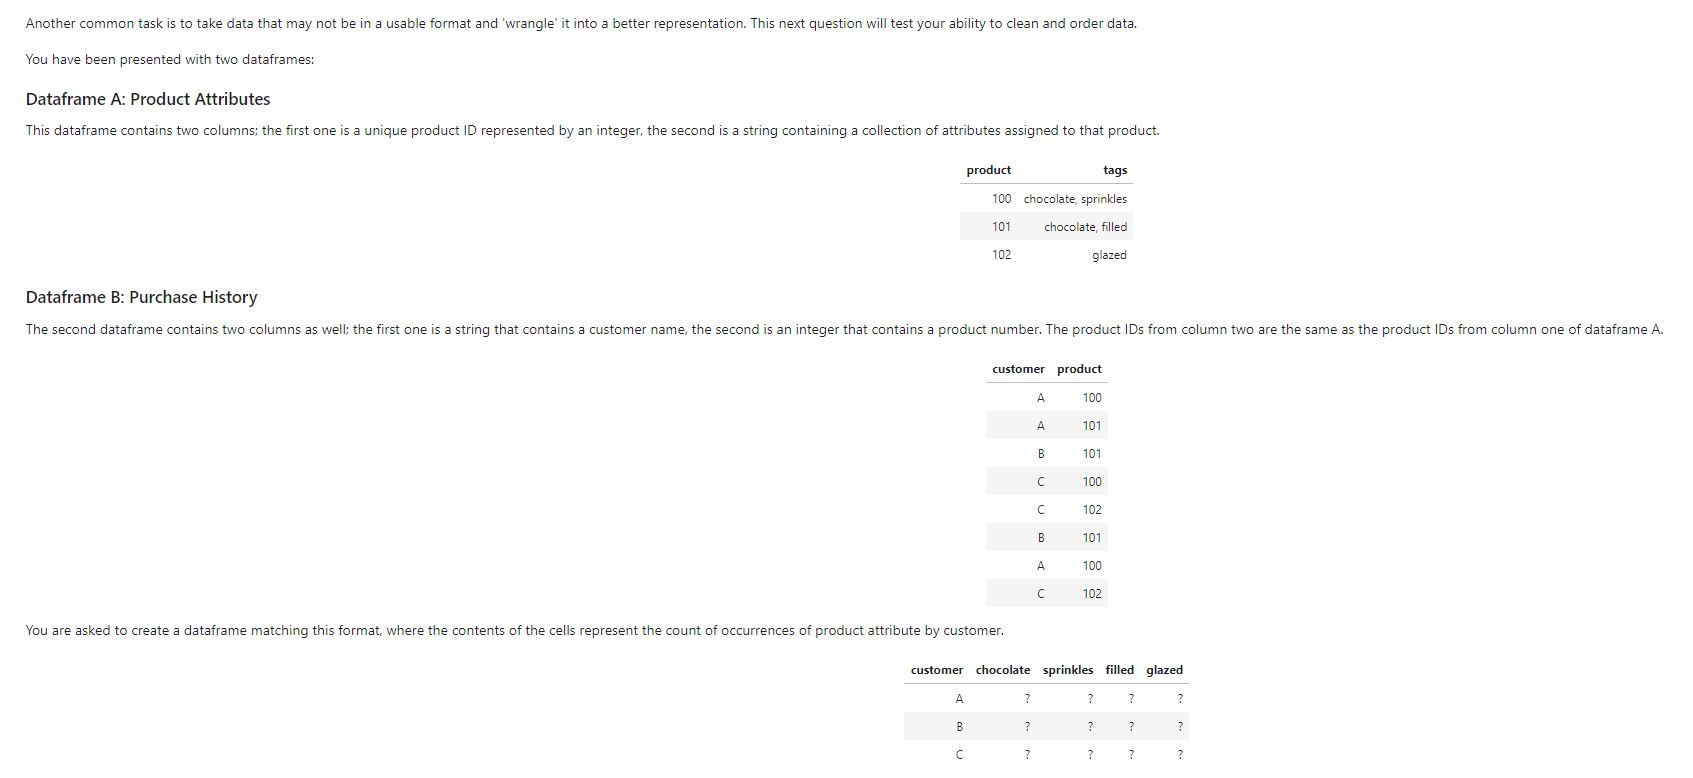 Another common task is to take data that may not be in a usable format and 'wrangle' it into a better representation. This next question will test your ability to clean and order data.
You have been presented with two dataframes:
Dataframe A: Product Attributes
This dataframe contains two columns; the first one is a unique product ID represented by an integer, the second is a string containing a collection of attributes assigned to that product.
product tags
100 chocolate, sprinkles
101 chocolate, filled
102 glazed
Dataframe B: Purchase History
The second dataframe contains two columns as well; the first one is a string that contains a customer name, the second is an integer that contains a product number. The product IDs from column two are the same as the product IDs from column one of dataframe A.
customer product
A 100
A 101
B 101
C 100
C 102
B 101
A 100
C 102
You are asked to create a dataframe matching this format, where the contents of the cells represent the count of occurrences of product attribute by customer.
customer chocolate sprinkles filled glazed
A ? ? ? ?
B ? ? ? ?
C ? ? ? ?